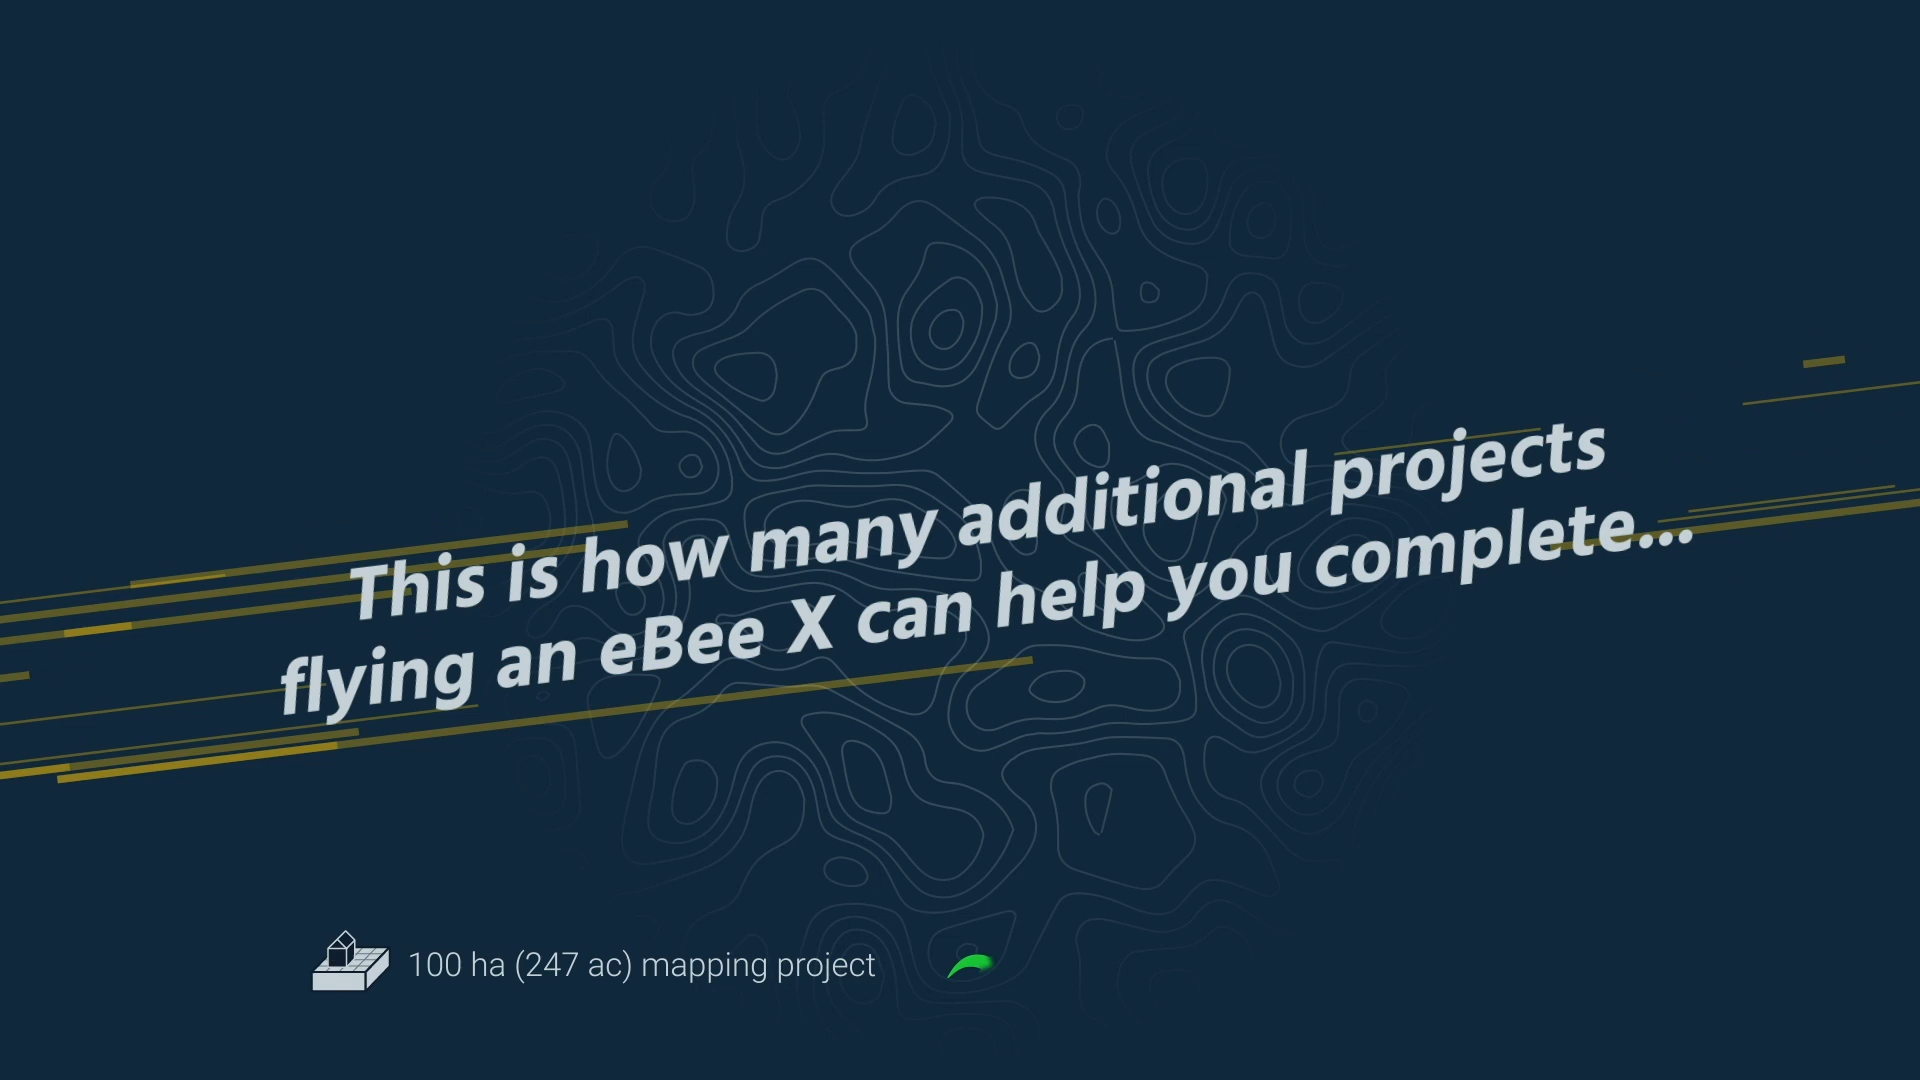 This is how many additional projects
flying an eBee X can help you complete...
100 ha (247 ac) mapping project